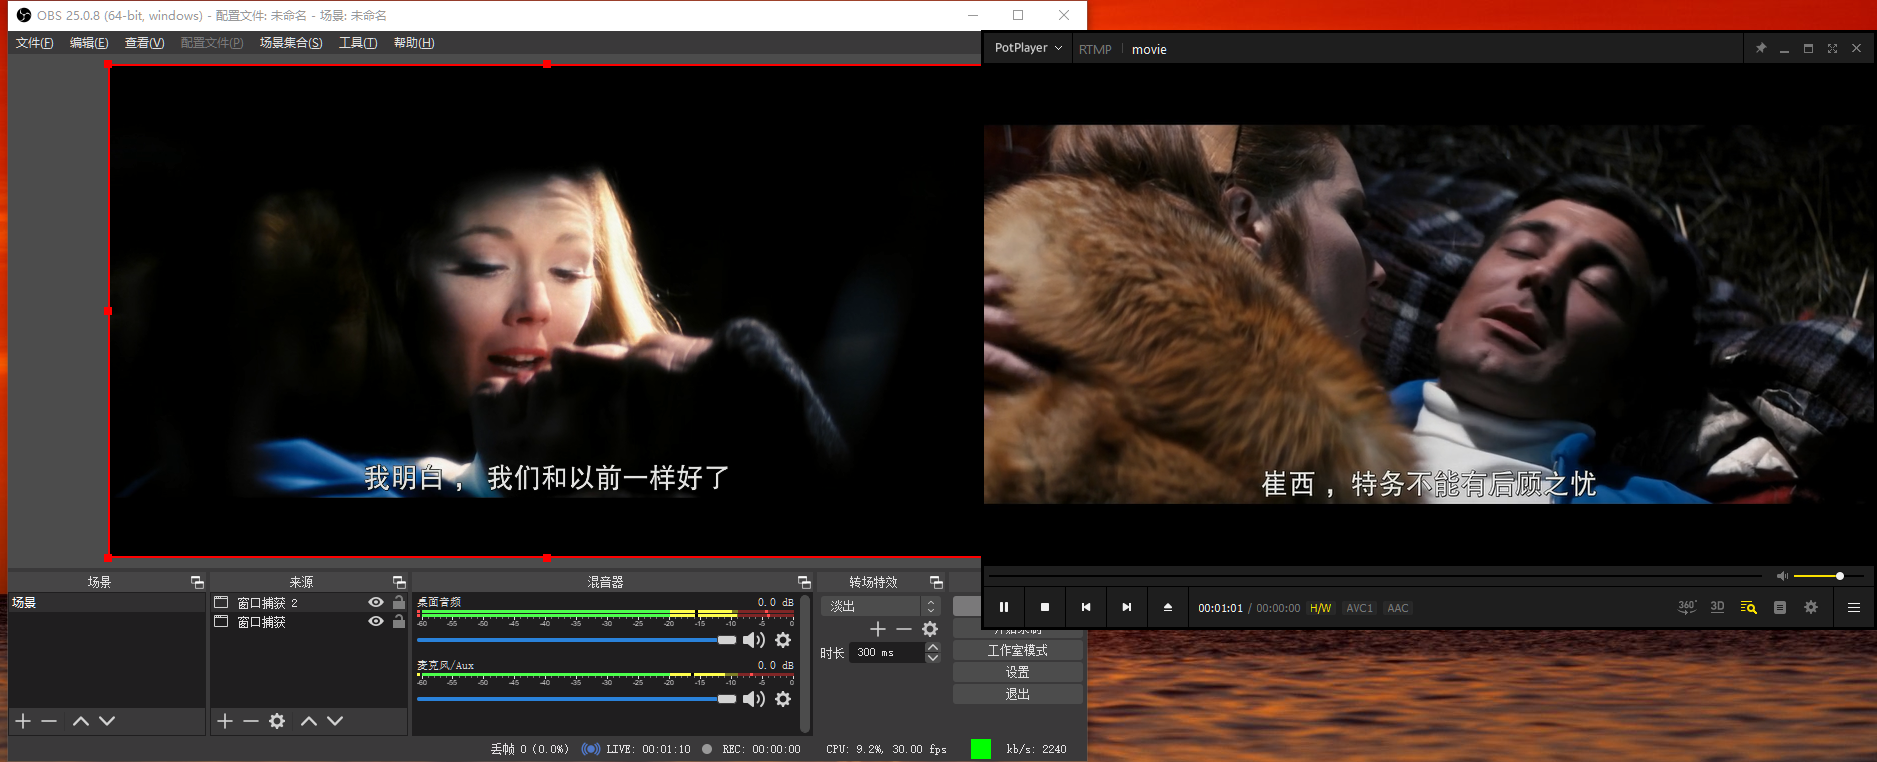 OBS 25.0.8 (64-bit, windows) - 配置文件: 未命名 - 场景: 未命名
文件(F) 编辑(E) 查看(V) 配置文件(P) 场景集合(S) 工具(T) 帮助(H)
我明白， 我们和以前一样好了
PotPlayer RTMP movie
崔西， 特务不能有后顾之忧
00:01:01 / 00:00:00 H/W AVC1 AAC
360° 3D
场景
场景
来源
窗口捕获 2
窗口捕获
混音器
桌面音频 0.0 dB
-60 -55 -50 -45 -40 -35 -30 -25 -20 -15 -10 -5 0
麦克风/Aux 0.0 dB
-60 -55 -50 -45 -40 -35 -30 -25 -20 -15 -10 -5 0
转场特效
淡出
时长 300 ms
工作室模式
设置
退出
丢帧 0 (0.0%) LIVE: 00:01:10 REC: 00:00:00 CPU: 9.2%, 30.00 fps kb/s: 2240